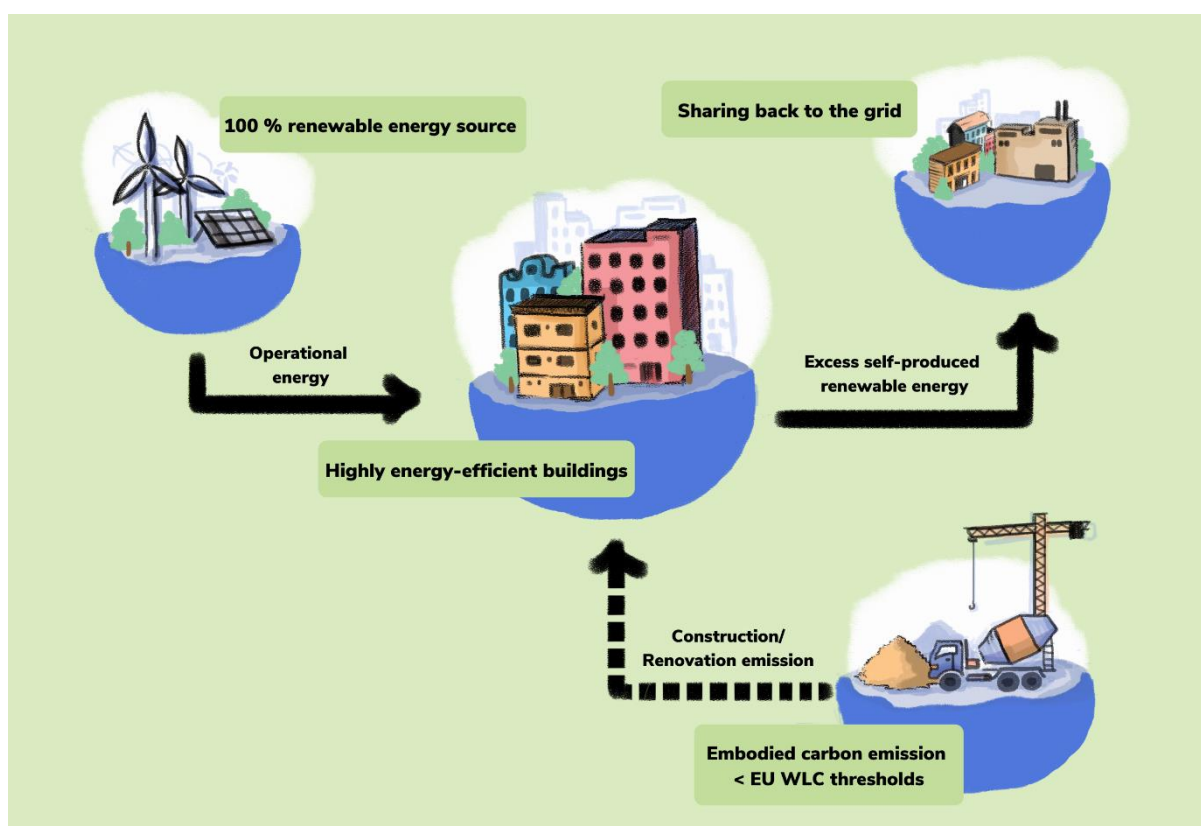 100 % renewable energy source
Sharing back to the grid
Operational
energy
Excess self-produced
renewable energy
Highly energy-efficient buildings
Construction/
Renovation emission
Embodied carbon emission
< EU WLC thresholds